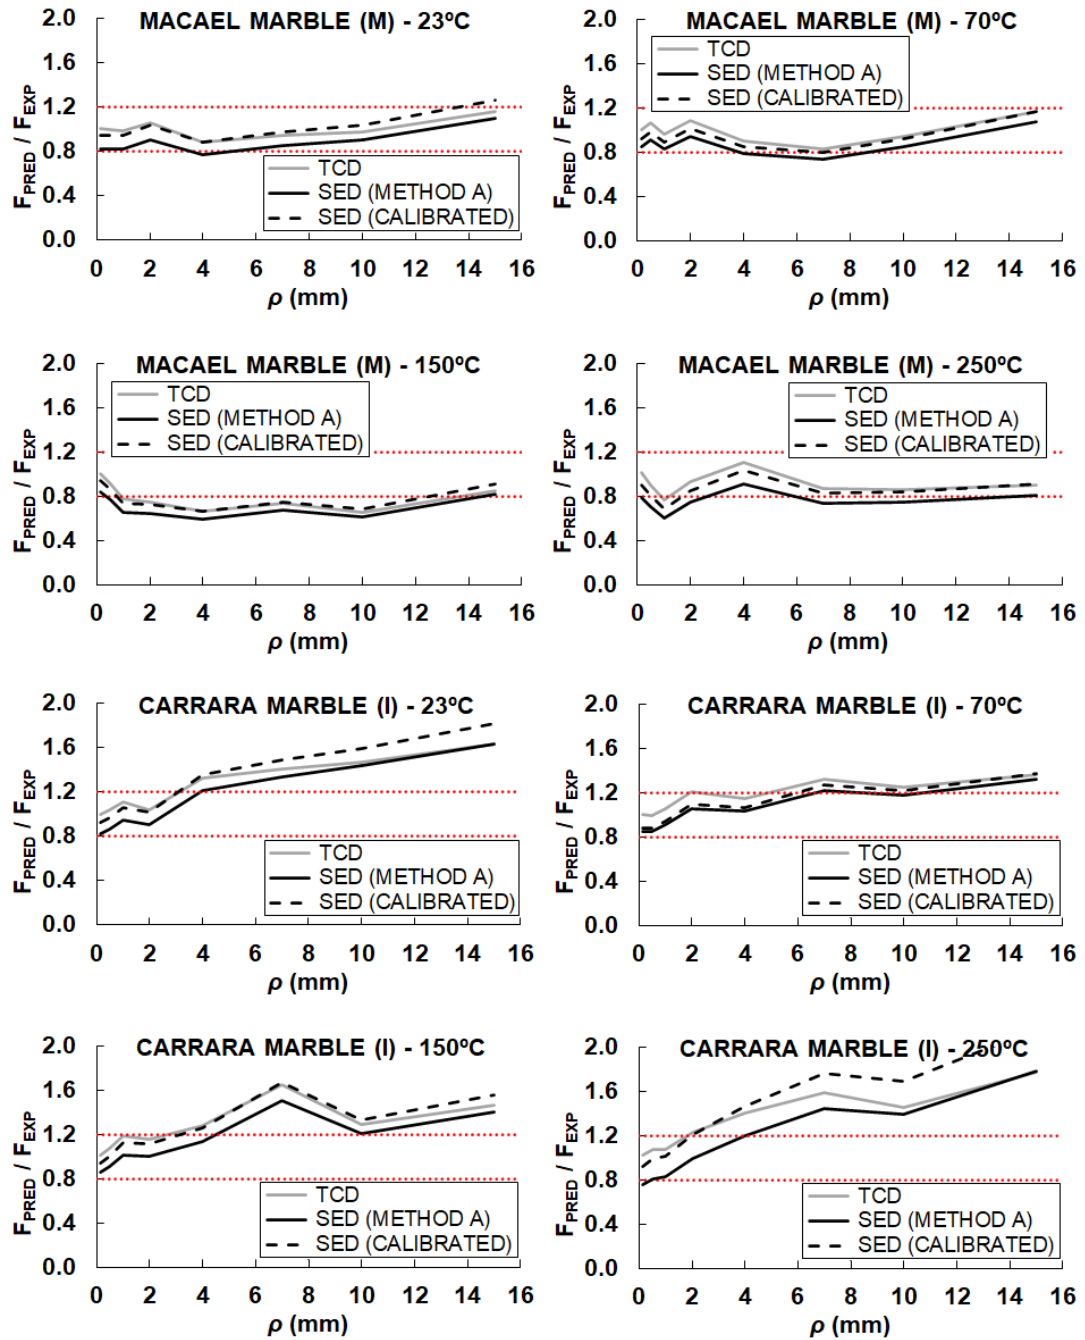 MACAEL MARBLE (M) - 23ºC
2.0
1.6
1.2
0.8
0.4
0.0
F_PRED / F_EXP
TCD
SED (METHOD A)
SED (CALIBRATED)
0 2 4 6 8 10 12 14 16
ρ (mm)
MACAEL MARBLE (M) - 70ºC
2.0
1.6
1.2
0.8
0.4
0.0
F_PRED / F_EXP
TCD
SED (METHOD A)
SED (CALIBRATED)
0 2 4 6 8 10 12 14 16
ρ (mm)
MACAEL MARBLE (M) - 150ºC
2.0
1.6
1.2
0.8
0.4
0.0
F_PRED / F_EXP
TCD
SED (METHOD A)
SED (CALIBRATED)
0 2 4 6 8 10 12 14 16
ρ (mm)
MACAEL MARBLE (M) - 250ºC
2.0
1.6
1.2
0.8
0.4
0.0
F_PRED / F_EXP
TCD
SED (METHOD A)
SED (CALIBRATED)
0 2 4 6 8 10 12 14 16
ρ (mm)
CARRARA MARBLE (I) - 23ºC
2.0
1.6
1.2
0.8
0.4
0.0
F_PRED / F_EXP
TCD
SED (METHOD A)
SED (CALIBRATED)
0 2 4 6 8 10 12 14 16
ρ (mm)
CARRARA MARBLE (I) - 70ºC
2.0
1.6
1.2
0.8
0.4
0.0
F_PRED / F_EXP
TCD
SED (METHOD A)
SED (CALIBRATED)
0 2 4 6 8 10 12 14 16
ρ (mm)
CARRARA MARBLE (I) - 150ºC
2.0
1.6
1.2
0.8
0.4
0.0
F_PRED / F_EXP
TCD
SED (METHOD A)
SED (CALIBRATED)
0 2 4 6 8 10 12 14 16
ρ (mm)
CARRARA MARBLE (I) - 250ºC
2.0
1.6
1.2
0.8
0.4
0.0
F_PRED / F_EXP
TCD
SED (METHOD A)
SED (CALIBRATED)
0 2 4 6 8 10 12 14 16
ρ (mm)